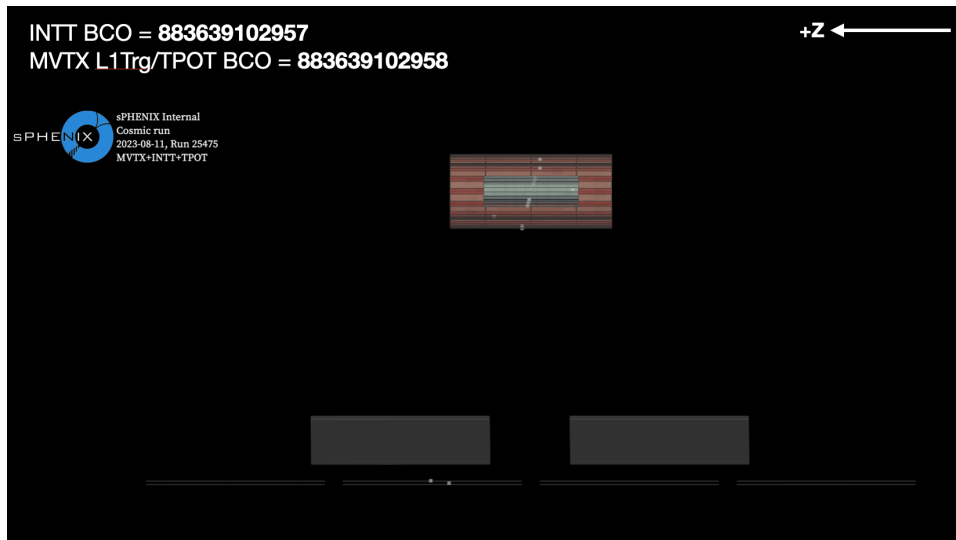 INTT BCO = 883639102957
MVTX L1Trg/TPOT BCO = 883639102958
+Z
sPHENIX
sPHENIX Internal
Cosmic run
2023-08-11, Run 25475
MVTX+INTT+TPOT